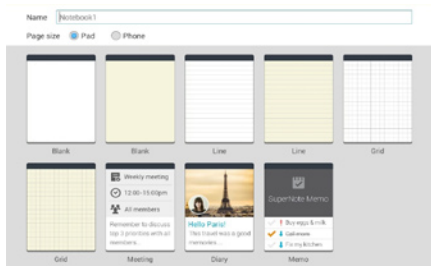 Name Notebook1
Page size Pad Phone
Blank Blank Line Line Grid
Weekly meeting
12:00-15:00pm
All members
Remember to discuss
top 3 priorities with all
members...
Hello Paris!
This travel was a good
memories...
SuperNote Memo
Buy eggs & milk
Call mom
Fix my kitchen
Grid Meeting Diary Memo